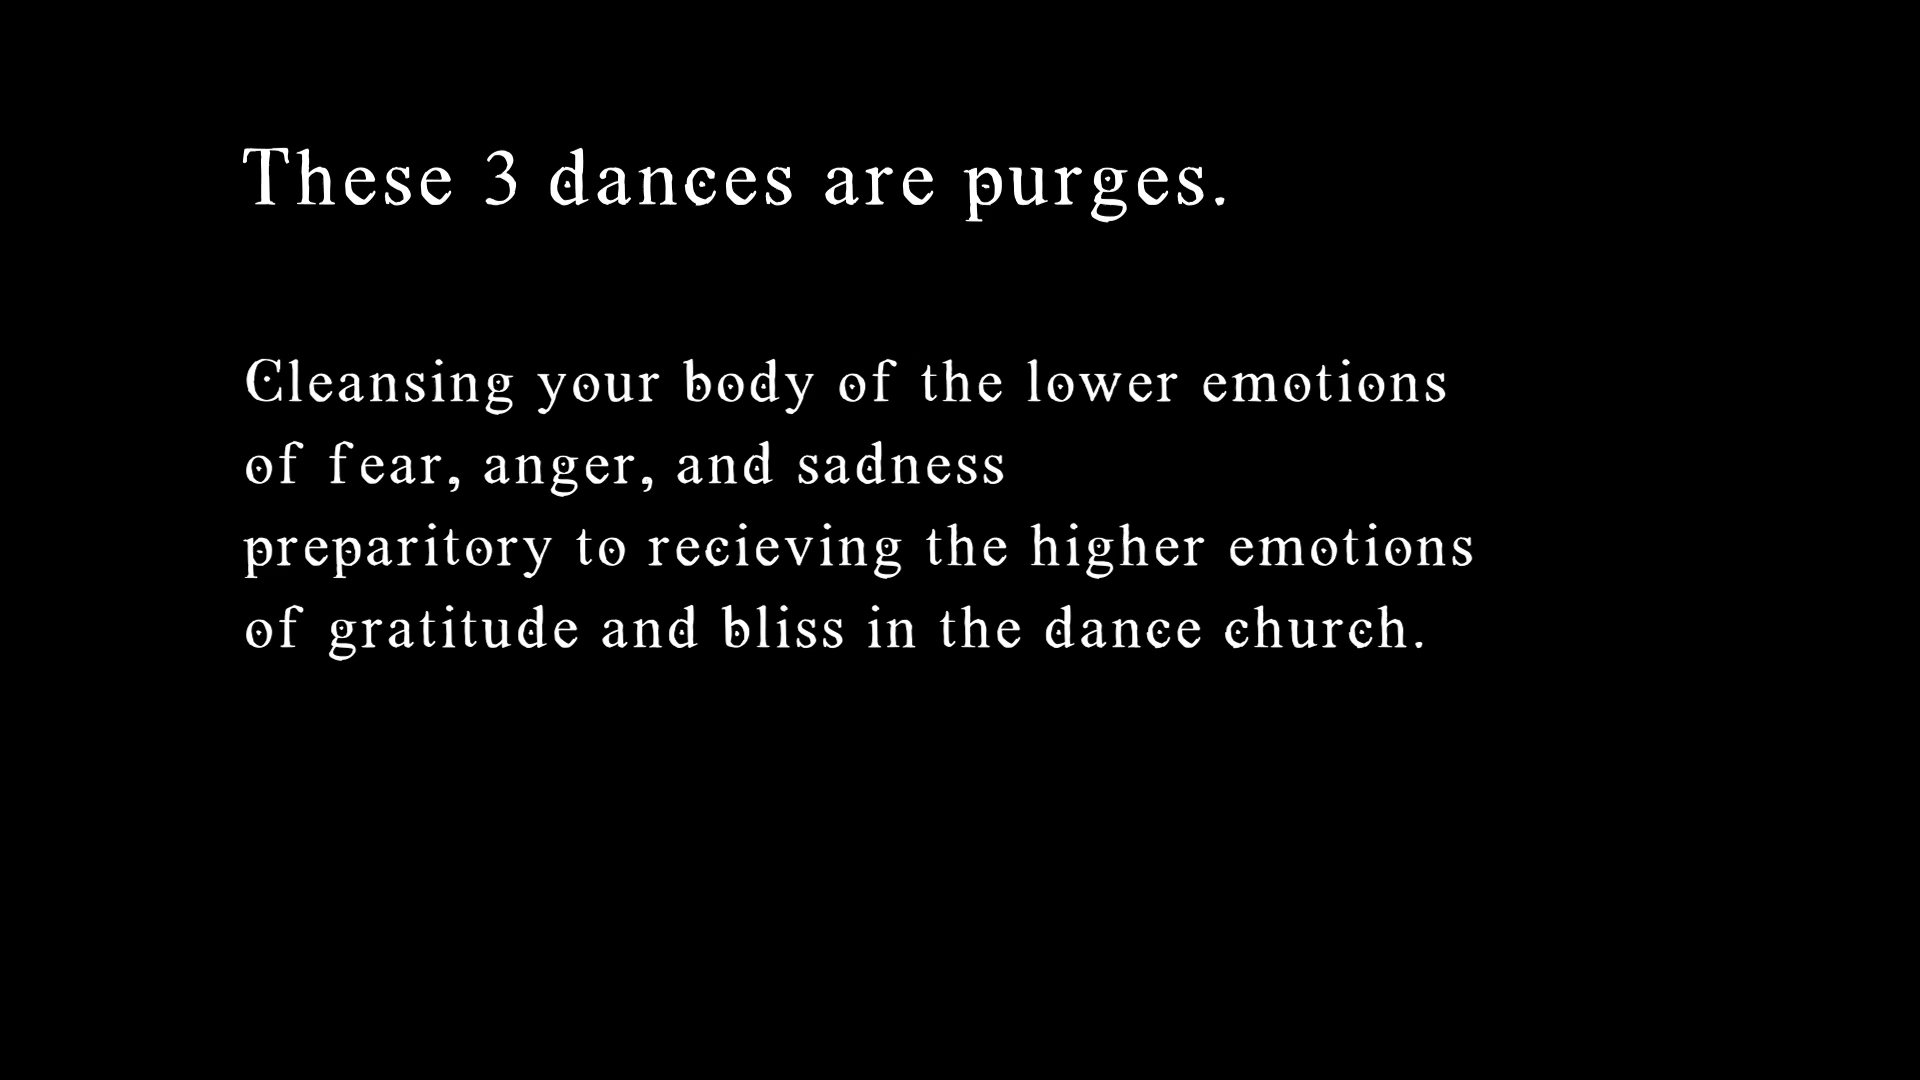 These 3 dances are purges.
Cleansing your body of the lower emotions
of fear, anger, and sadness
preparitory to recieving the higher emotions
of gratitude and bliss in the dance church.